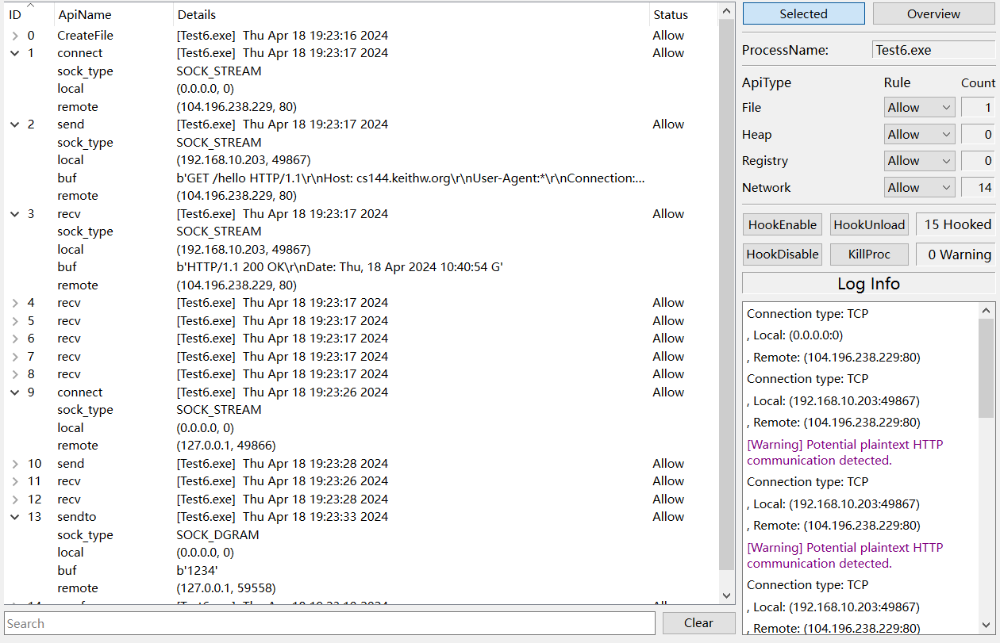 ID ApiName Details Status
0 CreateFile [Test6.exe] Thu Apr 18 19:23:16 2024 Allow
1 connect [Test6.exe] Thu Apr 18 19:23:17 2024 Allow
sock_type SOCK_STREAM
local (0.0.0.0, 0)
remote (104.196.238.229, 80)
2 send [Test6.exe] Thu Apr 18 19:23:17 2024 Allow
sock_type SOCK_STREAM
local (192.168.10.203, 49867)
buf b'GET /hello HTTP/1.1\r\nHost: cs144.keithw.org\r\nUser-Agent:*\r\nConnection:...
remote (104.196.238.229, 80)
3 recv [Test6.exe] Thu Apr 18 19:23:17 2024 Allow
sock_type SOCK_STREAM
local (192.168.10.203, 49867)
buf b'HTTP/1.1 200 OK\r\nDate: Thu, 18 Apr 2024 10:40:54 G'
remote (104.196.238.229, 80)
4 recv [Test6.exe] Thu Apr 18 19:23:17 2024 Allow
5 recv [Test6.exe] Thu Apr 18 19:23:17 2024 Allow
6 recv [Test6.exe] Thu Apr 18 19:23:17 2024 Allow
7 recv [Test6.exe] Thu Apr 18 19:23:17 2024 Allow
8 recv [Test6.exe] Thu Apr 18 19:23:17 2024 Allow
9 connect [Test6.exe] Thu Apr 18 19:23:26 2024 Allow
sock_type SOCK_STREAM
local (0.0.0.0, 0)
remote (127.0.0.1, 49866)
10 send [Test6.exe] Thu Apr 18 19:23:28 2024 Allow
11 recv [Test6.exe] Thu Apr 18 19:23:26 2024 Allow
12 recv [Test6.exe] Thu Apr 18 19:23:28 2024 Allow
13 sendto [Test6.exe] Thu Apr 18 19:23:33 2024 Allow
sock_type SOCK_DGRAM
local (0.0.0.0, 0)
buf b'1234'
remote (127.0.0.1, 59558)
Search
Clear
Selected Overview
ProcessName: Test6.exe
ApiType Rule Count
File Allow 1
Heap Allow 0
Registry Allow 0
Network Allow 14
HookEnable HookUnload 15 Hooked
HookDisable KillProc 0 Warning
Log Info
Connection type: TCP
, Local: (0.0.0.0:0)
, Remote: (104.196.238.229:80)
Connection type: TCP
, Local: (192.168.10.203:49867)
, Remote: (104.196.238.229:80)
[Warning] Potential plaintext HTTP
communication detected.
Connection type: TCP
, Local: (192.168.10.203:49867)
, Remote: (104.196.238.229:80)
[Warning] Potential plaintext HTTP
communication detected.
Connection type: TCP
, Local: (192.168.10.203:49867)
, Remote: (104.196.238.229:80)